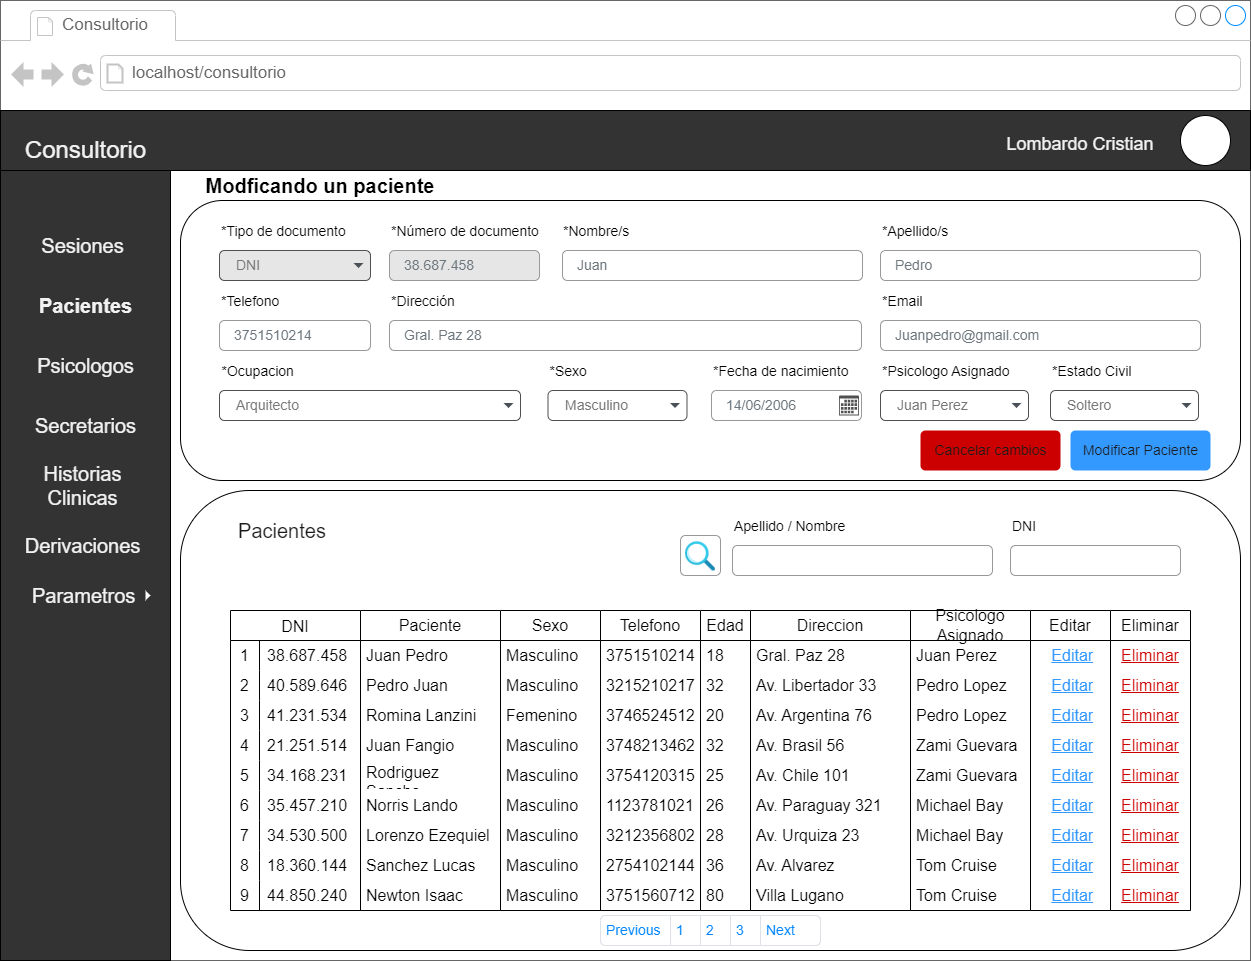 Consultorio
localhost/consultorio
Consultorio
Lombardo Cristian
Sesiones
Pacientes
Psicologos
Secretarios
Historias
Clinicas
Derivaciones
Parametros
Modficando un paciente
*Tipo de documento *Número de documento *Nombre/s *Apellido/s
DNI 38.687.458 Juan Pedro
*Telefono *Dirección *Email
3751510214 Gral. Paz 28 Juanpedro@gmail.com
*Ocupacion *Sexo *Fecha de nacimiento *Psicologo Asignado *Estado Civil
Arquitecto Masculino 14/06/2006 Juan Perez Soltero
Cancelar cambios Modificar Paciente
Pacientes
Apellido / Nombre DNI
DNI Paciente Sexo Telefono Edad Direccion Psicologo Asignado Editar Eliminar
1 38.687.458 Juan Pedro Masculino 3751510214 18 Gral. Paz 28 Juan Perez Editar Eliminar
2 40.589.646 Pedro Juan Masculino 3215210217 32 Av. Libertador 33 Pedro Lopez Editar Eliminar
3 41.231.534 Romina Lanzini Femenino 3746524512 20 Av. Argentina 76 Pedro Lopez Editar Eliminar
4 21.251.514 Juan Fangio Masculino 3748213462 32 Av. Brasil 56 Zami Guevara Editar Eliminar
5 34.168.231 Rodriguez Masculino 3754120315 25 Av. Chile 101 Zami Guevara Editar Eliminar
6 35.457.210 Norris Lando Masculino 1123781021 26 Av. Paraguay 321 Michael Bay Editar Eliminar
7 34.530.500 Lorenzo Ezequiel Masculino 3212356802 28 Av. Urquiza 23 Michael Bay Editar Eliminar
8 18.360.144 Sanchez Lucas Masculino 2754102144 36 Av. Alvarez Tom Cruise Editar Eliminar
9 44.850.240 Newton Isaac Masculino 3751560712 80 Villa Lugano Tom Cruise Editar Eliminar
Previous 1 2 3 Next